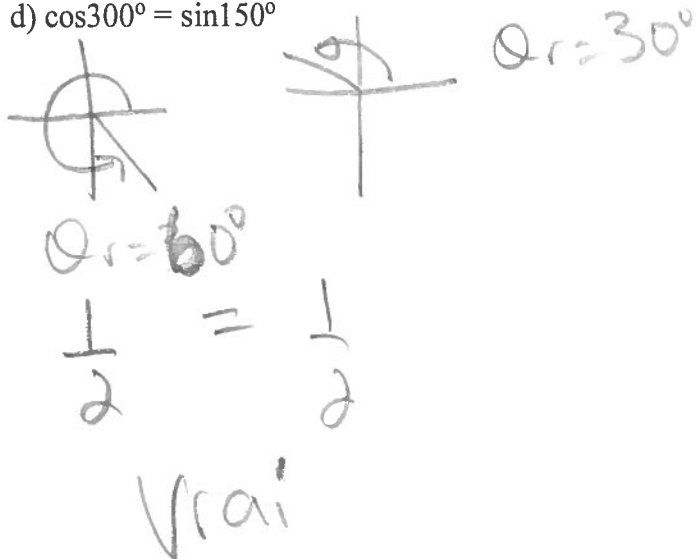 d) cos300º = sin150º
θr = 30°
θr = 60°
1/2 = 1/2
Vrai